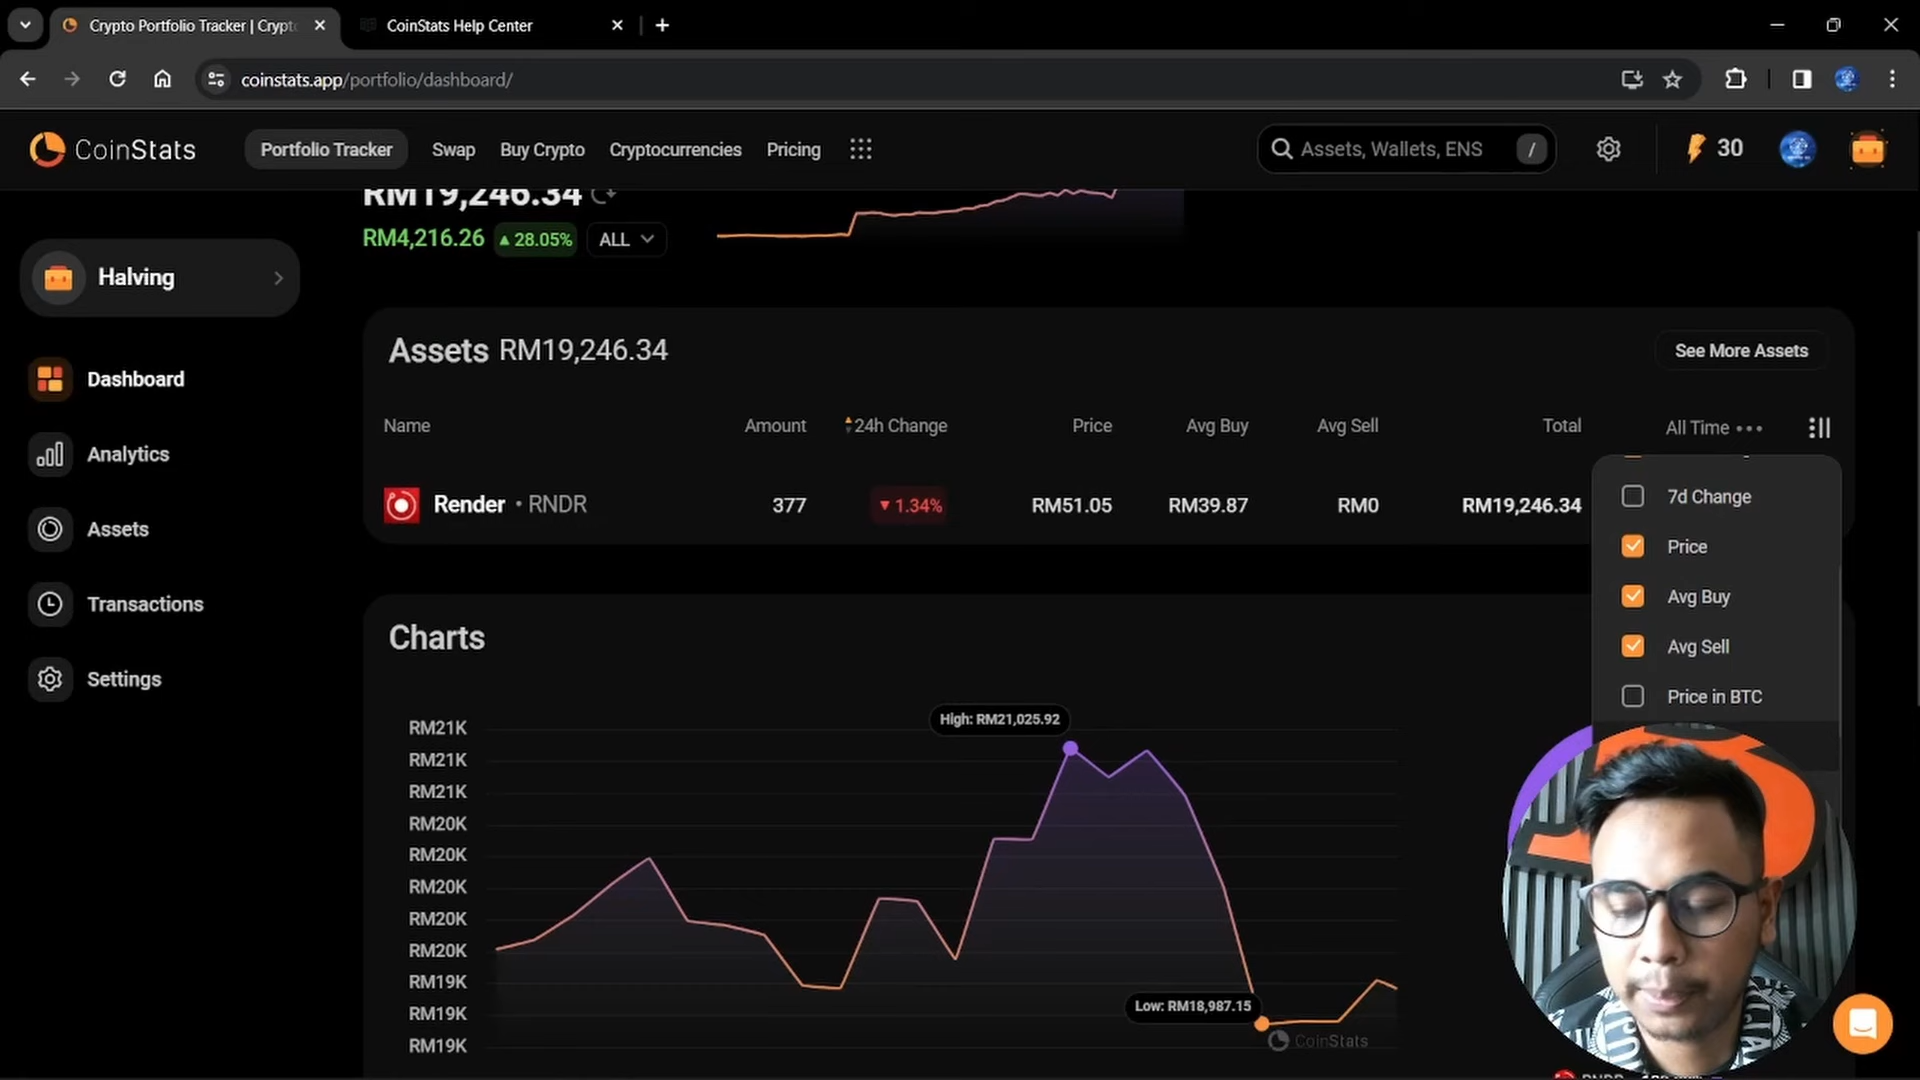 Crypto Portfolio Tracker | Crypt
CoinStats Help Center
coinstats.app/portfolio/dashboard/
CoinStats
Portfolio Tracker
Swap
Buy Crypto
Cryptocurrencies
Pricing
Assets, Wallets, ENS
/
30
RM19,246.34
RM4,216.26
28.05%
ALL
Halving
Dashboard
Analytics
Assets
Transactions
Settings
Assets RM19,246.34
See More Assets
Name Amount 24h Change Price Avg Buy Avg Sell Total All Time
Render • RNDR 377 1.34% RM51.05 RM39.87 RM0 RM19,246.34
7d Change
Price
Avg Buy
Avg Sell
Price in BTC
Charts
High: RM21,025.92
RM21K
RM21K
RM21K
RM20K
RM20K
RM20K
RM20K
RM20K
RM19K
RM19K
RM19K
Low: RM18,987.15
CoinStats